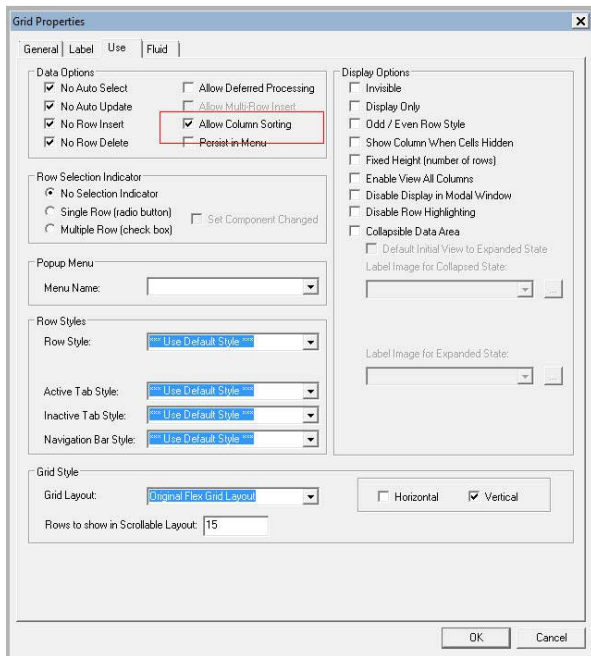 Grid Properties
General Label Use Fluid
Data Options
No Auto Select
No Auto Update
No Row Insert
No Row Delete
Allow Deferred Processing
Allow Multi-Row Insert
Allow Column Sorting
Persist in Menu
Row Selection Indicator
No Selection Indicator
Single Row (radio button)
Multiple Row (check box)
Set Component Changed
Popup Menu
Menu Name:
Row Styles
Row Style: *** Use Default Style ***
Active Tab Style: *** Use Default Style ***
Inactive Tab Style: *** Use Default Style ***
Navigation Bar Style: *** Use Default Style ***
Display Options
Invisible
Display Only
Odd / Even Row Style
Show Column When Cells Hidden
Fixed Height (number of rows)
Enable View All Columns
Disable Display in Modal Window
Disable Row Highlighting
Collapsible Data Area
Default Initial View to Expanded State
Label Image for Collapsed State:
...
Label Image for Expanded State:
...
Grid Style
Grid Layout: Original Flex Grid Layout
Horizontal Vertical
Rows to show in Scrollable Layout: 15
OK Cancel